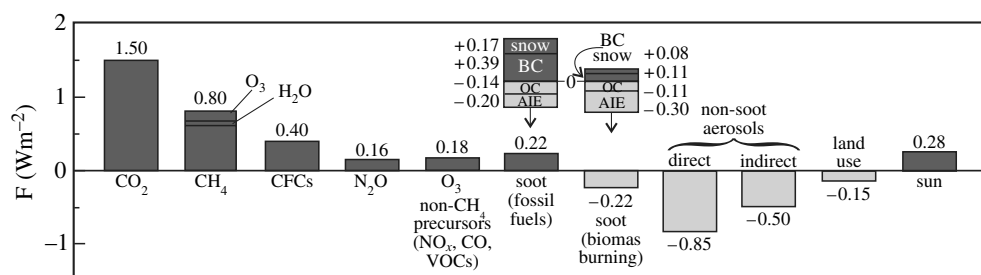 F (Wm⁻²)
2
1
0
−1
1.50
CO₂
0.80
O₃
H₂O
CH₄
0.40
CFCs
0.16
N₂O
0.18
O₃
non-CH₄
precursors
(NOₓ, CO,
VOCs)
+0.17
+0.39
−0.14
−0.20
snow
BC
OC
AIE
0.22
soot
(fossil
fuels)
0
BC
snow
OC
AIE
+0.08
+0.11
−0.11
−0.30
−0.22
soot
(biomas
burning)
non-soot
aerosols
direct
−0.85
indirect
−0.50
land
use
−0.15
0.28
sun